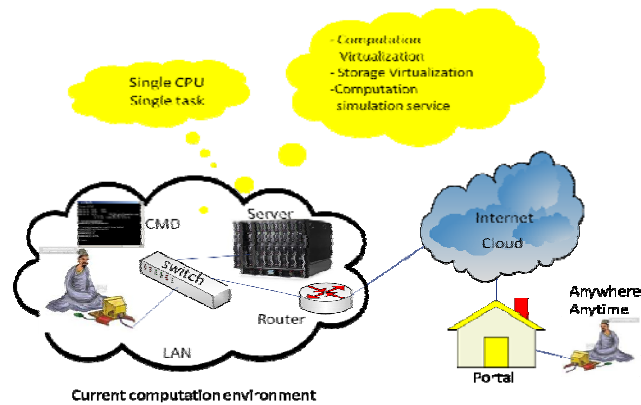 - Computation
Virtualization
- Storage Virtualization
-Computation
simulation service
Single CPU
Single task
CMD
Server
switch
Router
LAN
Internet
Cloud
Anywhere
Anytime
Portal
Current computation environment